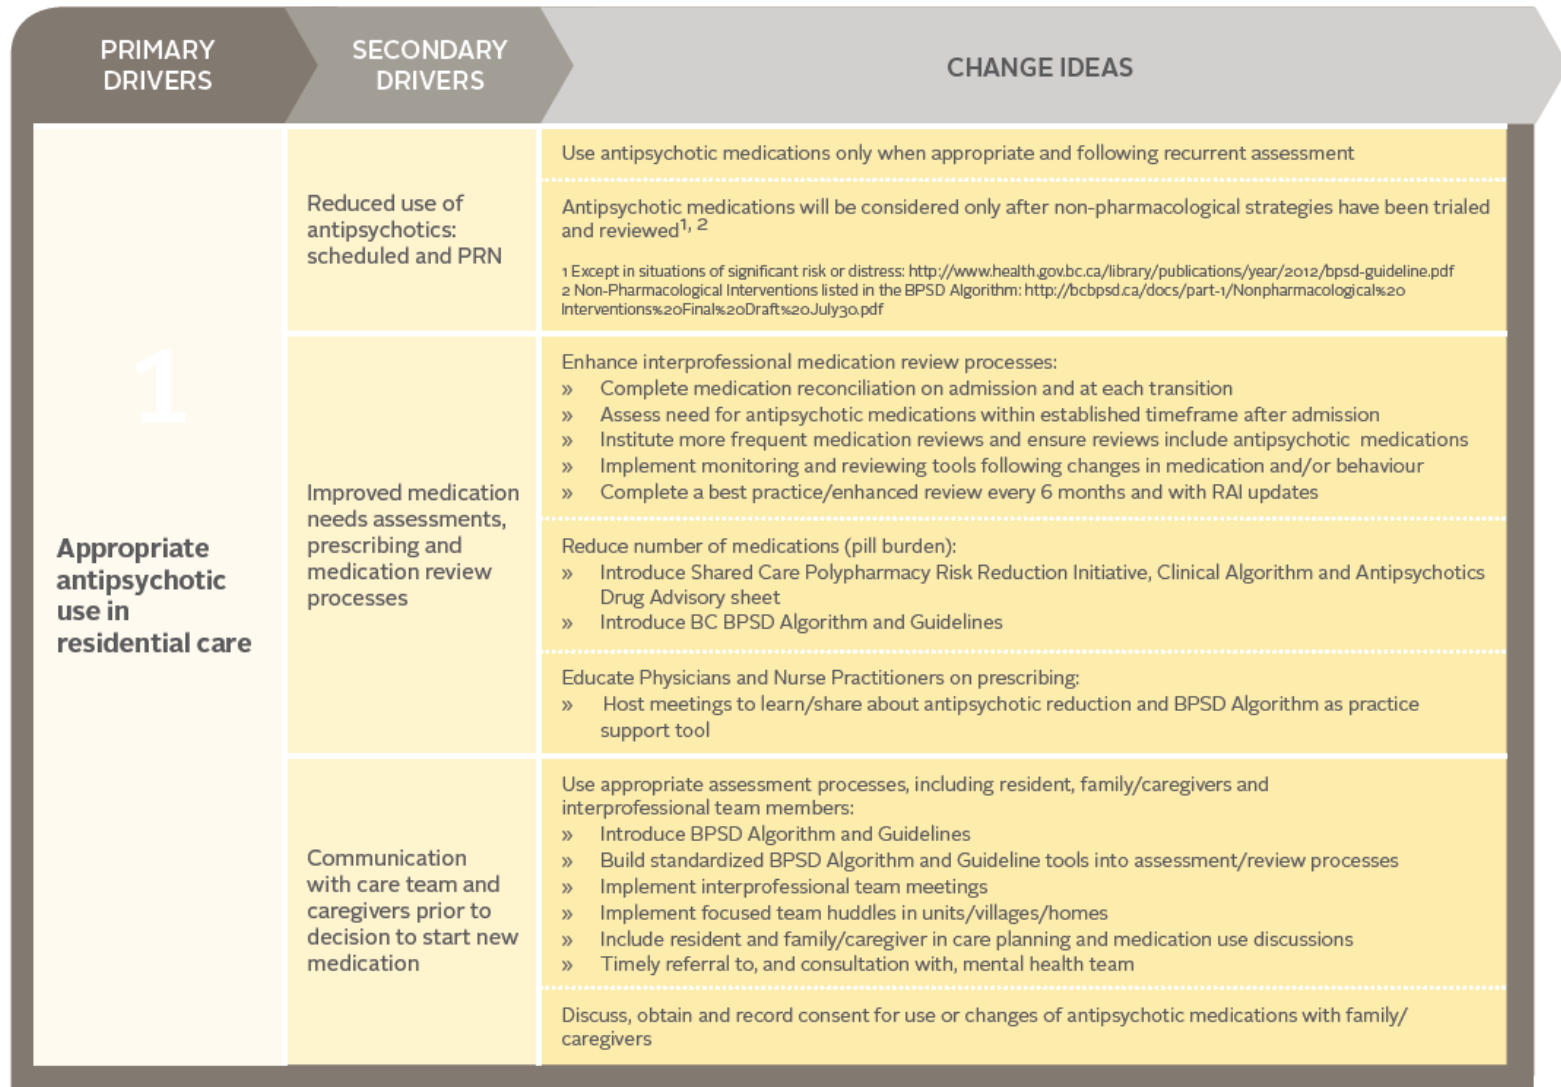 PRIMARY
DRIVERS
SECONDARY
DRIVERS
CHANGE IDEAS
1
Appropriate
antipsychotic
use in
residential care
Reduced use of
antipsychotics:
scheduled and PRN
Use antipsychotic medications only when appropriate and following recurrent assessment
Antipsychotic medications will be considered only after non-pharmacological strategies have been trialed
and reviewed1, 2
1 Except in situations of significant risk or distress: http://www.health.gov.bc.ca/library/publications/year/2012/bpsd-guideline.pdf
2 Non-Pharmacological Interventions listed in the BPSD Algorithm: http://bcbpsd.ca/docs/part-1/Nonpharmacological%20
Interventions%20Final%20Draft%20July30.pdf
Improved medication
needs assessments,
prescribing and
medication review
processes
Enhance interprofessional medication review processes:
» Complete medication reconciliation on admission and at each transition
» Assess need for antipsychotic medications within established timeframe after admission
» Institute more frequent medication reviews and ensure reviews include antipsychotic medications
» Implement monitoring and reviewing tools following changes in medication and/or behaviour
» Complete a best practice/enhanced review every 6 months and with RAI updates
Reduce number of medications (pill burden):
» Introduce Shared Care Polypharmacy Risk Reduction Initiative, Clinical Algorithm and Antipsychotics
Drug Advisory sheet
» Introduce BC BPSD Algorithm and Guidelines
Educate Physicians and Nurse Practitioners on prescribing:
» Host meetings to learn/share about antipsychotic reduction and BPSD Algorithm as practice
support tool
Communication
with care team and
caregivers prior to
decision to start new
medication
Use appropriate assessment processes, including resident, family/caregivers and
interprofessional team members:
» Introduce BPSD Algorithm and Guidelines
» Build standardized BPSD Algorithm and Guideline tools into assessment/review processes
» Implement interprofessional team meetings
» Implement focused team huddles in units/villages/homes
» Include resident and family/caregiver in care planning and medication use discussions
» Timely referral to, and consultation with, mental health team
Discuss, obtain and record consent for use or changes of antipsychotic medications with family/
caregivers